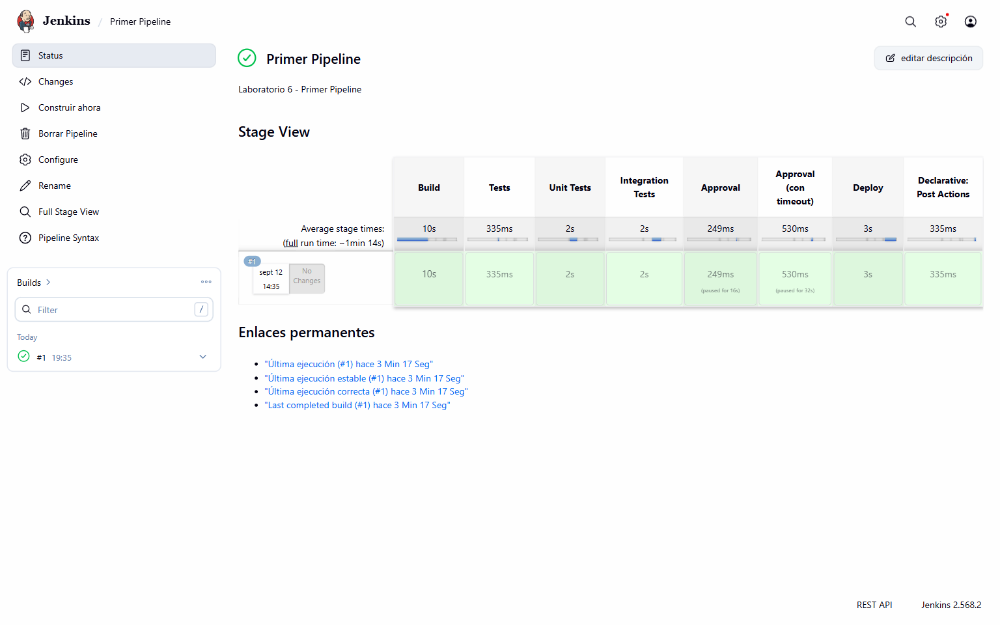 Jenkins / Primer Pipeline
Status
Changes
Construir ahora
Borrar Pipeline
Configure
Rename
Full Stage View
Pipeline Syntax
Builds
Filter /
Today
#1 19:35
Primer Pipeline
editar descripción
Laboratorio 6 - Primer Pipeline
Stage View
Build
Tests
Unit Tests
Integration
Tests
Approval
Approval
(con
timeout)
Deploy
Declarative:
Post Actions
Average stage times:
(full run time: ~1min 14s)
10s
335ms
2s
2s
249ms
530ms
3s
335ms
#1
sept 12
14:35
No
Changes
10s
335ms
2s
2s
249ms
(paused for 16s)
530ms
(paused for 32s)
3s
335ms
Enlaces permanentes
"Última ejecución (#1) hace 3 Min 17 Seg"
"Última ejecución estable (#1) hace 3 Min 17 Seg"
"Última ejecución correcta (#1) hace 3 Min 17 Seg"
"Last completed build (#1) hace 3 Min 17 Seg"
REST API
Jenkins 2.568.2